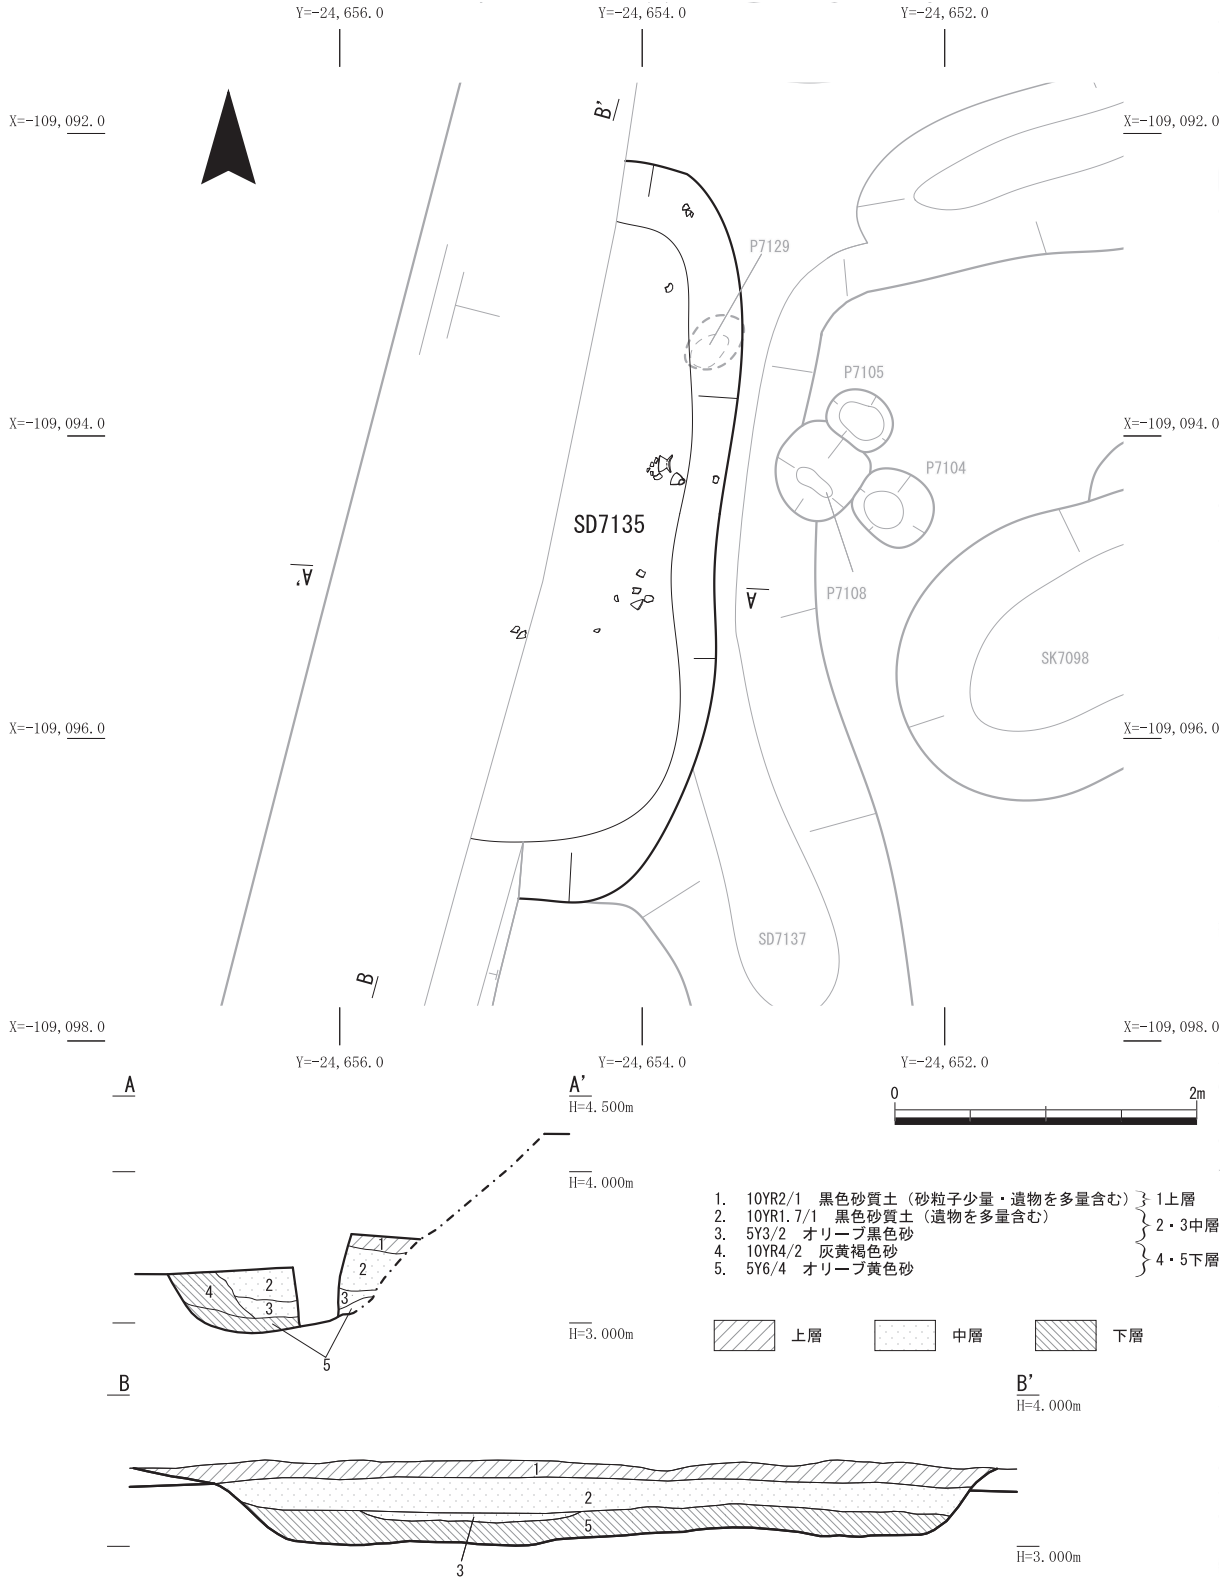 Y=-24,656.0 Y=-24,654.0 Y=-24,652.0
B'
X=-109,092.0 X=-109,092.0
P7129
P7105
X=-109,094.0 X=-109,094.0
P7104
SD7135
A' A
P7108
SK7098
X=-109,096.0 X=-109,096.0
SD7137
B
X=-109,098.0 X=-109,098.0
Y=-24,656.0 Y=-24,654.0 Y=-24,652.0
A A'
H=4.500m
0 2m
H=4.000m
1. 10YR2/1 黒色砂質土（砂粒子少量・遺物を多量含む） 1上層
2. 10YR1.7/1 黒色砂質土（遺物を多量含む）
2・3中層
3. 5Y3/2 オリーブ黒色砂
4. 10YR4/2 灰黄褐色砂
4・5下層
5. 5Y6/4 オリーブ黄色砂
1
2
4 2
3
3
H=3.000m
5
上層 中層 下層
B B'
H=4.000m
1
2
5
3
H=3.000m